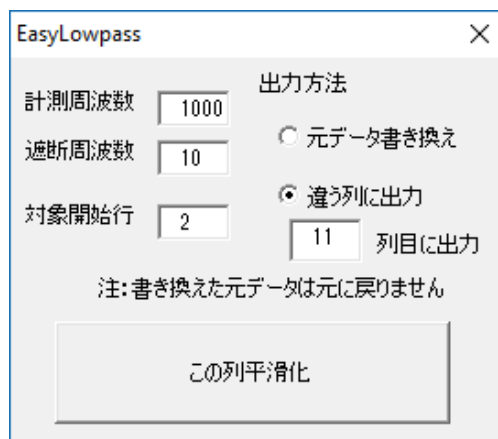 EasyLowpass
計測周波数 1000
遮断周波数 10
対象開始行 2
出力方法
元データ書き換え
違う列に出力
11 列目に出力
注:書き換えた元データは元に戻りません
この列平滑化